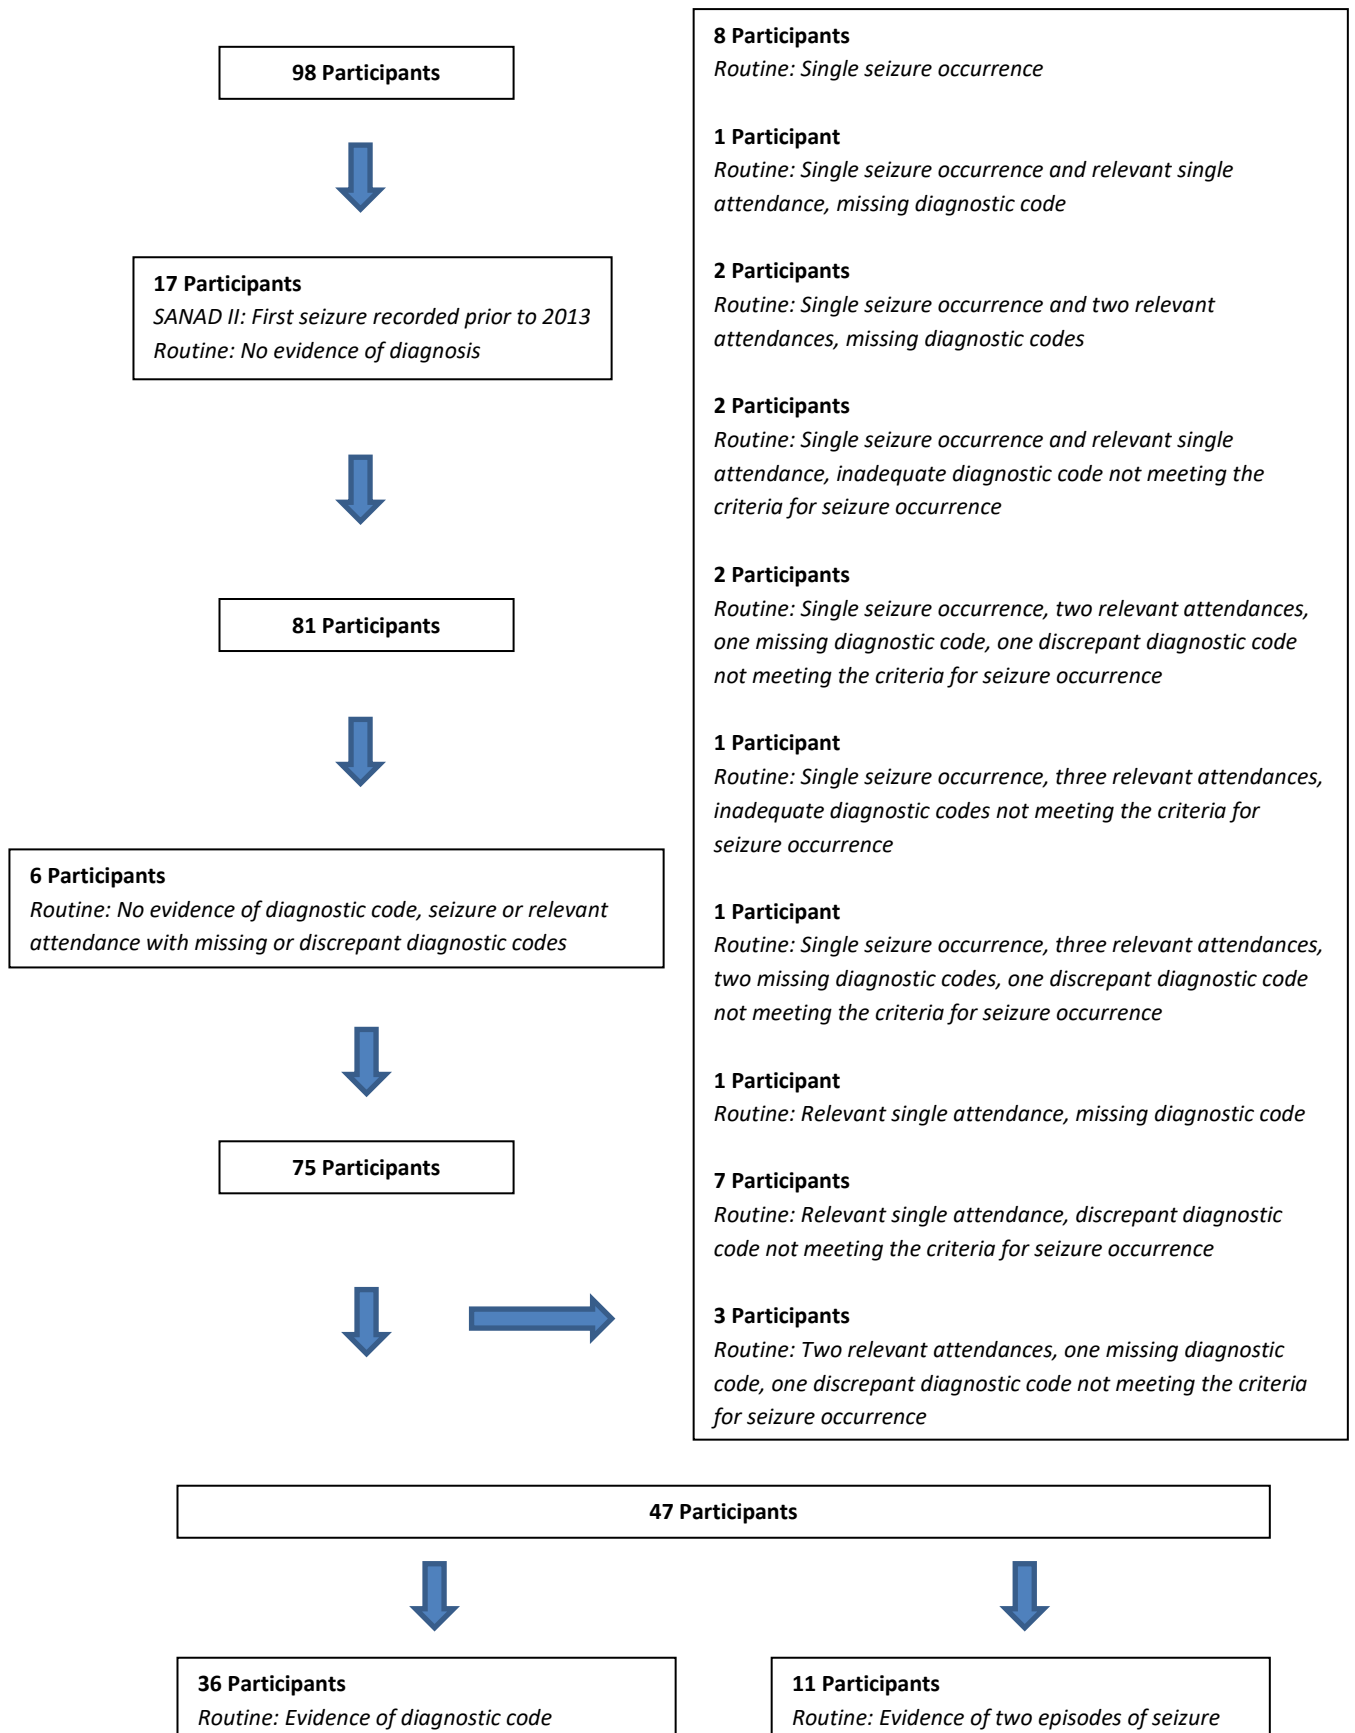 98 Participants
17 Participants
SANAD II: First seizure recorded prior to 2013
Routine: No evidence of diagnosis
81 Participants
6 Participants
Routine: No evidence of diagnostic code, seizure or relevant
attendance with missing or discrepant diagnostic codes
75 Participants
8 Participants
Routine: Single seizure occurrence
1 Participant
Routine: Single seizure occurrence and relevant single
attendance, missing diagnostic code
2 Participants
Routine: Single seizure occurrence and two relevant
attendances, missing diagnostic codes
2 Participants
Routine: Single seizure occurrence and relevant single
attendance, inadequate diagnostic code not meeting the
criteria for seizure occurrence
2 Participants
Routine: Single seizure occurrence, two relevant attendances,
one missing diagnostic code, one discrepant diagnostic code
not meeting the criteria for seizure occurrence
1 Participant
Routine: Single seizure occurrence, three relevant attendances,
inadequate diagnostic codes not meeting the criteria for
seizure occurrence
1 Participant
Routine: Single seizure occurrence, three relevant attendances,
two missing diagnostic codes, one discrepant diagnostic code
not meeting the criteria for seizure occurrence
1 Participant
Routine: Relevant single attendance, missing diagnostic code
7 Participants
Routine: Relevant single attendance, discrepant diagnostic
code not meeting the criteria for seizure occurrence
3 Participants
Routine: Two relevant attendances, one missing diagnostic
code, one discrepant diagnostic code not meeting the criteria
for seizure occurrence
47 Participants
36 Participants
Routine: Evidence of diagnostic code
11 Participants
Routine: Evidence of two episodes of seizure